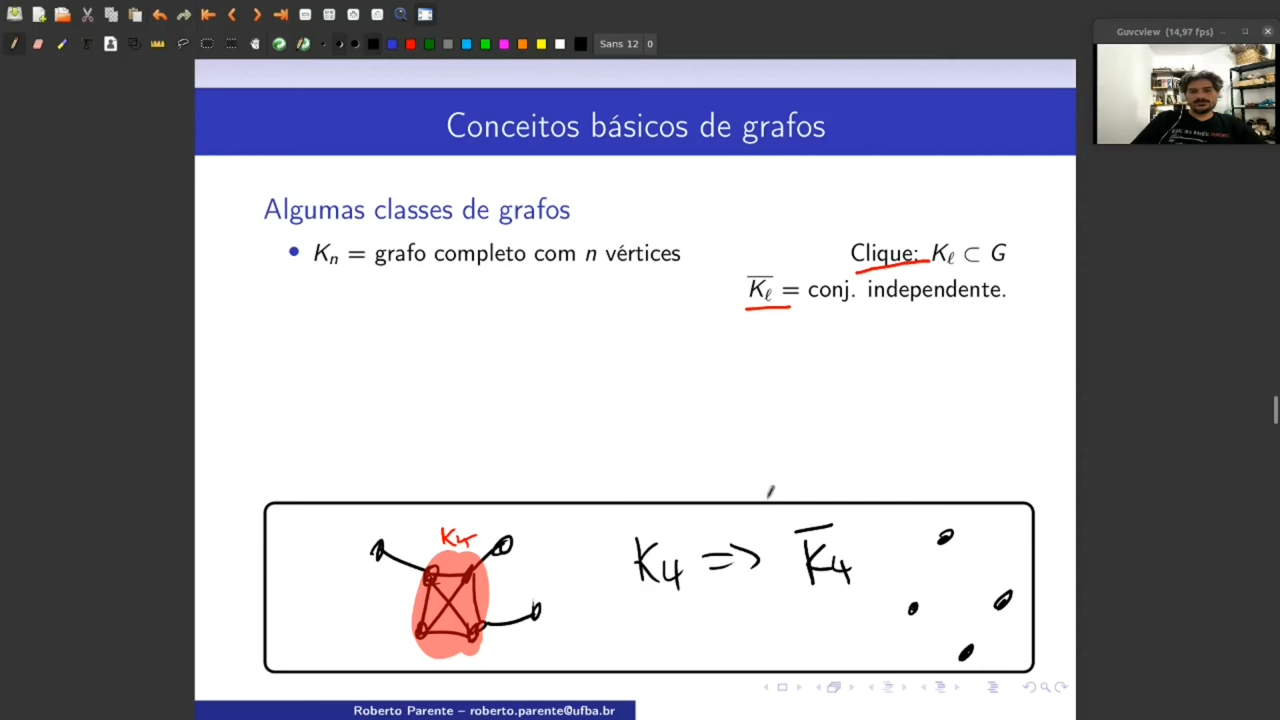 Sans 12 0
Guvcview (14,97 fps)
Conceitos básicos de grafos
Algumas classes de grafos
• Kₙ = grafo completo com n vértices
Clique: K_ℓ ⊂ G
K̅_ℓ = conj. independente.
K₄
K₄ => K̅₄
Roberto Parente – roberto.parente@ufba.br